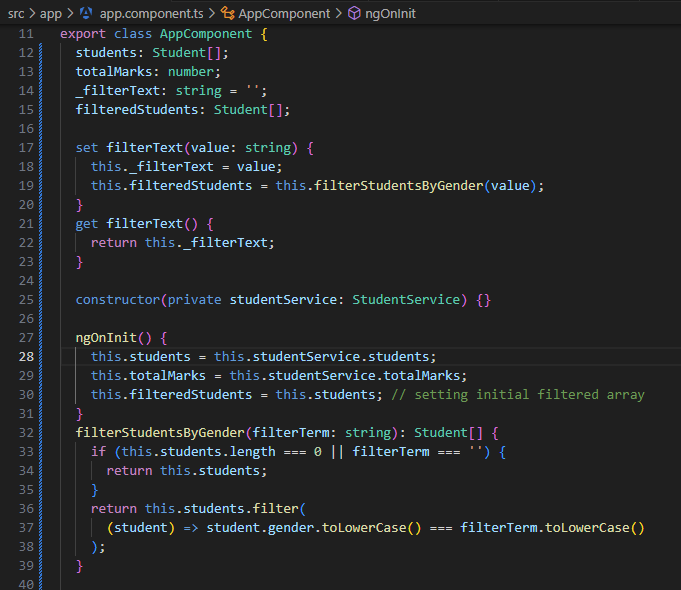 src > app > app.component.ts > AppComponent > ngOnInit
11 export class AppComponent {
12 students: Student[];
13 totalMarks: number;
14 _filterText: string = '';
15 filteredStudents: Student[];
16
17 set filterText(value: string) {
18 this._filterText = value;
19 this.filteredStudents = this.filterStudentsByGender(value);
20 }
21 get filterText() {
22 return this._filterText;
23 }
24
25 constructor(private studentService: StudentService) {}
26
27 ngOnInit() {
28 this.students = this.studentService.students;
29 this.totalMarks = this.studentService.totalMarks;
30 this.filteredStudents = this.students; // setting initial filtered array
31 }
32 filterStudentsByGender(filterTerm: string): Student[] {
33 if (this.students.length === 0 || filterTerm === '') {
34 return this.students;
35 }
36 return this.students.filter(
37 (student) => student.gender.toLowerCase() === filterTerm.toLowerCase()
38 );
39 }
40